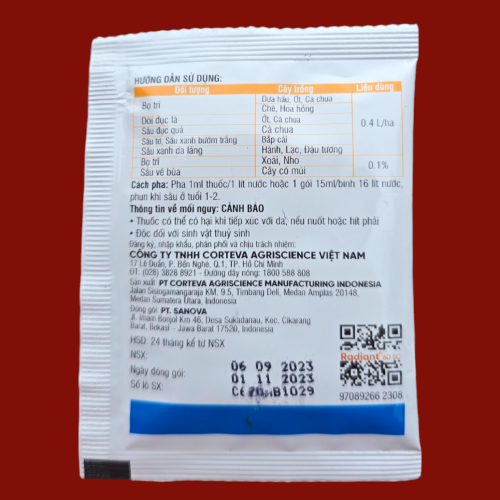 HƯỚNG DẪN SỬ DỤNG:
Đối tượng Cây trồng Liều dùng
Bọ trĩ Dưa hấu, Ớt, Cà chua
Chè, Hoa hồng
Dòi đục lá Ớt, Cà chua 0.4 L/ha
Sâu đục quả Cà chua
Sâu tơ, Sâu xanh bướm trắng Bắp cải
Sâu xanh da láng Hành, Lạc, Đậu tương
Bọ trĩ Xoài, Nho 0.1%
Sâu vẽ bùa Cây có múi
Cách pha: Pha 1ml thuốc/1 lít nước hoặc 1 gói 15ml/bình 16 lít nước,
phun khi sâu ở tuổi 1-2.
Thông tin về mối nguy: CẢNH BÁO
• Thuốc có thể có hại khi tiếp xúc với da, nếu nuốt hoặc hít phải
• Độc đối với sinh vật thuỷ sinh
Đăng ký, nhập khẩu, phân phối và chịu trách nhiệm:
CÔNG TY TNHH CORTEVA AGRISCIENCE VIỆT NAM
17 Lê Duẩn, P. Bến Nghé, Q.1, TP. Hồ Chí Minh
ĐT: (028) 3826 8921 - Đường dây nóng: 1800 588 808
Sản xuất: PT CORTEVA AGRISCIENCE MANUFACTURING INDONESIA
Jalan Sisingamangaraja KM. 9.5, Timbang Deli, Medan Amplas 20148,
Medan Sumatera Utara, Indonesia
Đóng gói: PT. SANOVA
Jl. Imam Bonjol Km 46, Desa Sukadanau, Kec. Cikarang
Barat, Bekasi – Jawa Barat 17520, Indonesia
HSD: 24 tháng kể từ NSX
NSX: 06 09 2023
Ngày đóng gói: 01 11 2023
Số lô SX:
Radiant
97089266 2308